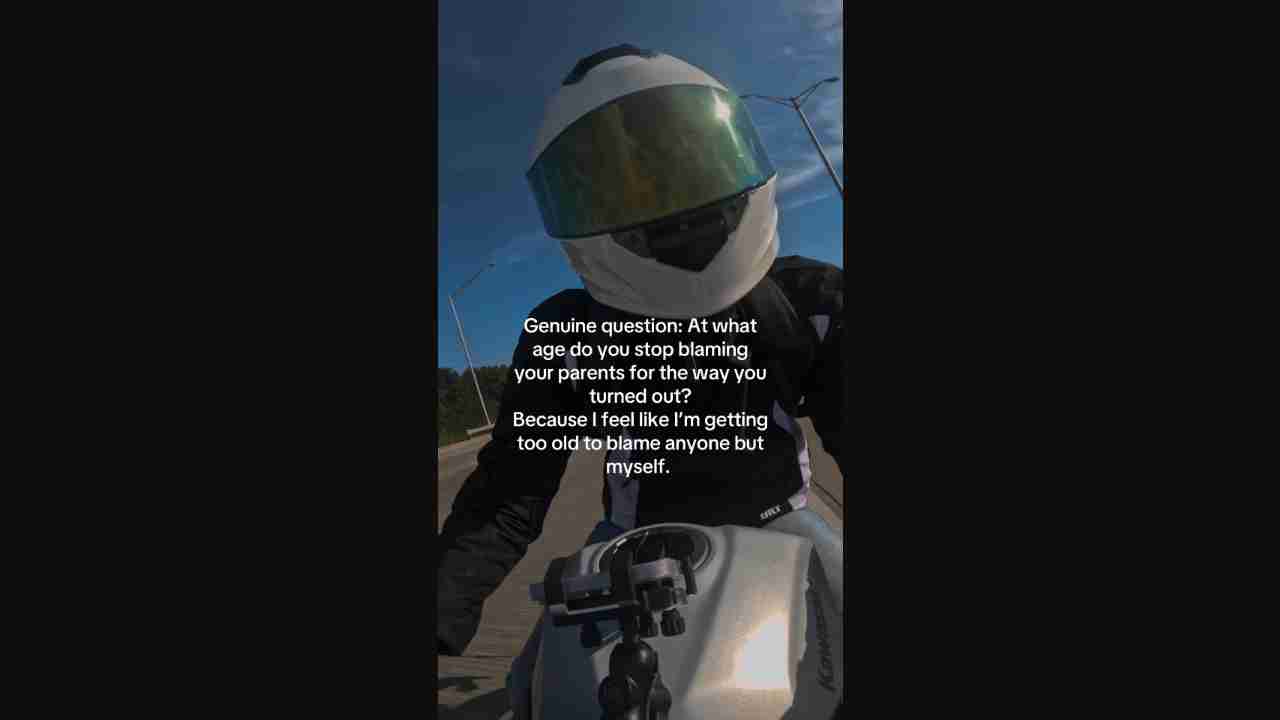 Genuine question: At what
age do you stop blaming
your parents for the way you
turned out?
Because I feel like I’m getting
too old to blame anyone but
myself.
Kawasaki